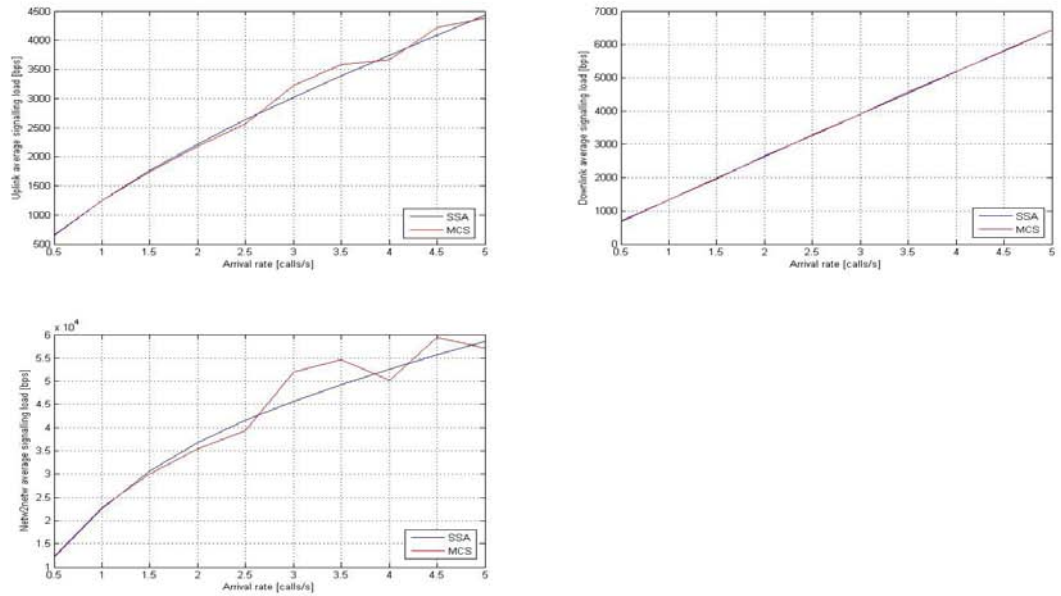 4500
4000
3500
3000
2500
2000
1500
1000
500
0.5 1 1.5 2 2.5 3 3.5 4 4.5 5
Uplink average signalling load [bps]
Arrival rate [calls/s]
SSA
MCS
7000
6000
5000
4000
3000
2000
1000
0
0.5 1 1.5 2 2.5 3 3.5 4 4.5 5
Downlink average signalling load [bps]
Arrival rate [calls/s]
SSA
MCS
x 10^4
6
5.5
5
4.5
4
3.5
3
2.5
2
1.5
1
0.5 1 1.5 2 2.5 3 3.5 4 4.5 5
Netw2netw average signalling load [bps]
Arrival rate [calls/s]
SSA
MCS